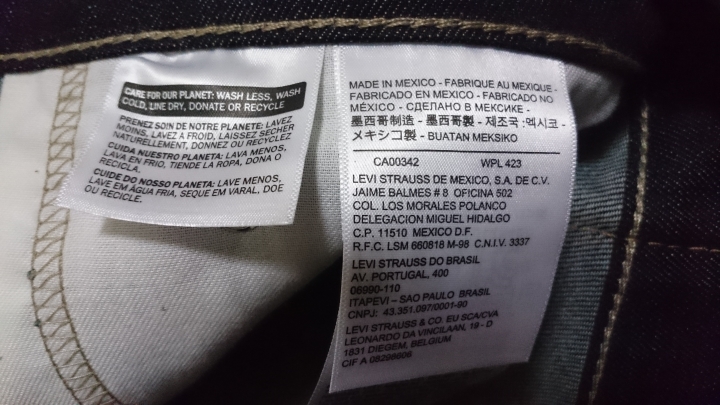 CARE FOR OUR PLANET: WASH LESS, WASH
COLD, LINE DRY, DONATE OR RECYCLE
PRENEZ SOIN DE NOTRE PLANETE: LAVEZ
MOINS, LAVEZ À FROID, LAISSEZ SÉCHER
NATURELLEMENT, DONNEZ OU RECYCLEZ
CUIDA NUESTRO PLANETA: LAVA MENOS,
LAVA EN FRIO, TIENDE LA ROPA, DONA O
RECICLA.
CUIDE DO NOSSO PLANETA: LAVE MENOS,
LAVE EM ÁGUA FRIA, SEQUE EM VARAL, DOE
OU RECICLE.
MADE IN MEXICO - FABRIQUE AU MEXIQUE -
FABRICADO EN MEXICO - FABRICADO NO
MÉXICO - СДЕЛАНО В МЕКСИКЕ -
墨西哥制造 - 墨西哥製 - 제조국 :멕시코 -
メキシコ製 - BUATAN MEKSIKO
CA00342 WPL 423
LEVI STRAUSS DE MEXICO, S.A. DE C.V.
JAIME BALMES # 8 OFICINA 502
COL. LOS MORALES POLANCO
DELEGACION MIGUEL HIDALGO
C.P. 11510 MEXICO D.F.
R.F.C. LSM 660818 M-98 C.N.I.V. 3337
LEVI STRAUSS DO BRASIL
AV. PORTUGAL, 400
06690-110
ITAPEVI – SAO PAULO BRASIL
CNPJ: 43.351.097/0001-90
LEVI STRAUSS & CO. EU SCA/CVA
LEONARDO DA VINCILAAN, 19 - D
1831 DIEGEM, BELGIUM
CIF A 08298606